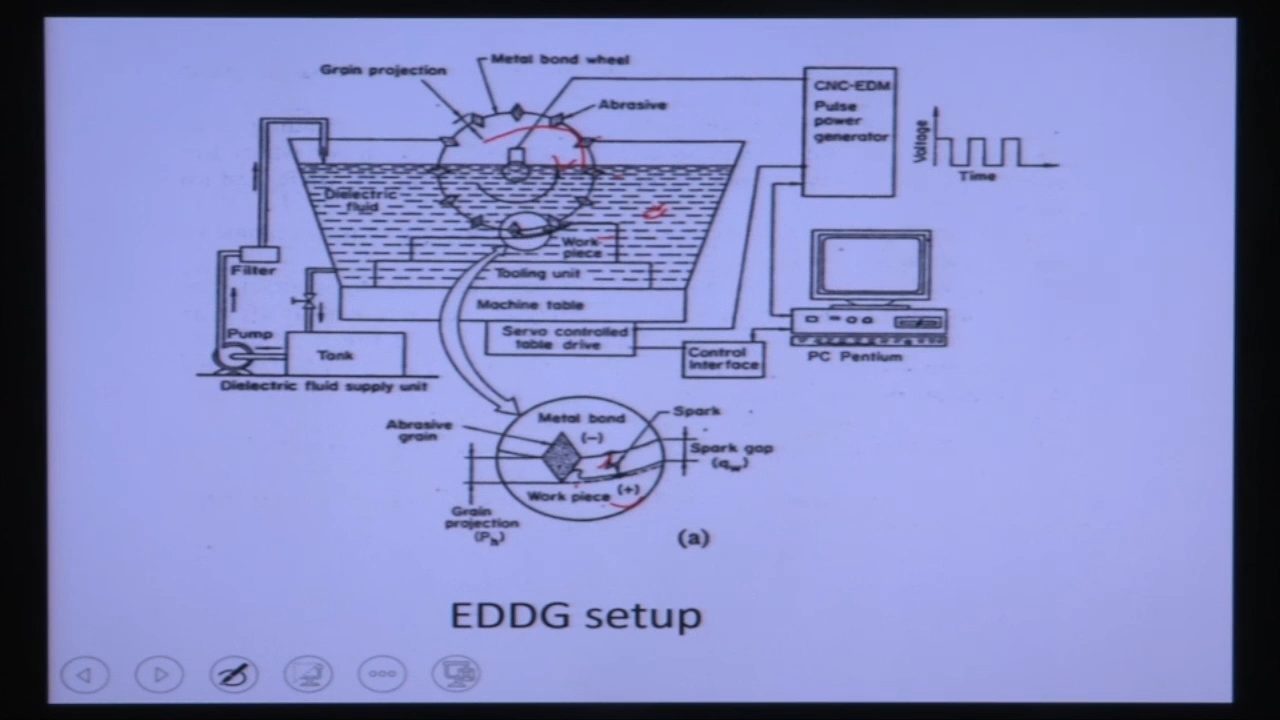 Grain projection
Metal bond wheel
Abrasive
CNC-EDM
Pulse
power
generator
Voltage
Time
Dielectric
fluid
Work-
piece
Filter
Tooling unit
Machine table
Pump
Tank
Servo controlled
table drive
Control
Interface
PC Pentium
Dielectric fluid supply unit
Abrasive
grain
Metal bond
(-)
Spark
Spark gap
(qw)
Work piece (+)
Grain
projection
(Ph)
(a)
EDDG setup